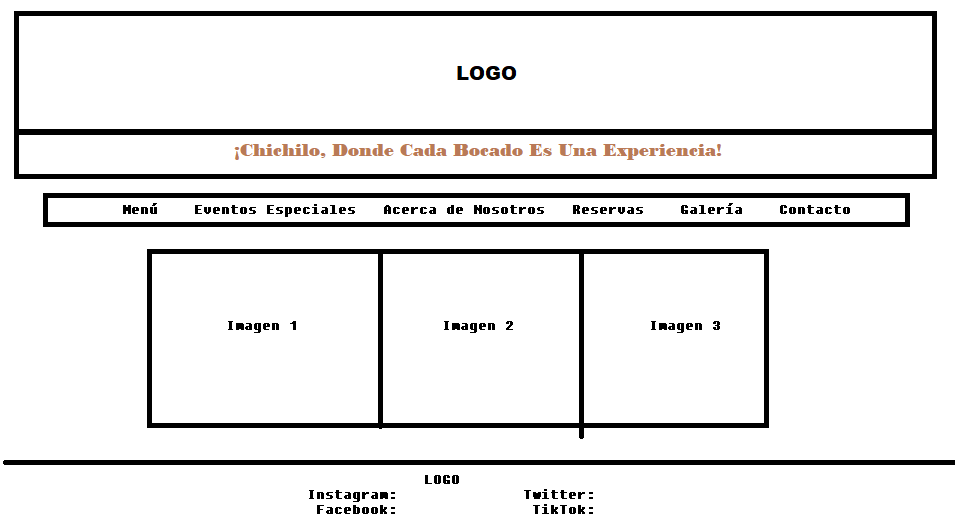 LOGO
¡Chichilo, Donde Cada Bocado Es Una Experiencia!
Menú Eventos Especiales Acerca de Nosotros Reservas Galería Contacto
Imagen 1 Imagen 2 Imagen 3
LOGO
Instagram: Twitter:
Facebook: TikTok: